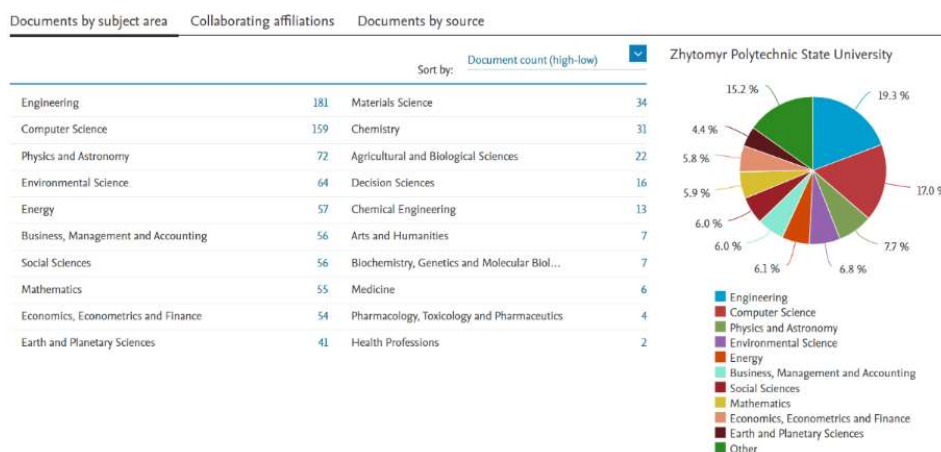 Documents by subject area Collaborating affiliations Documents by source
Sort by: Document count (high-low)
Engineering 181 Materials Science 34
Computer Science 159 Chemistry 31
Physics and Astronomy 72 Agricultural and Biological Sciences 22
Environmental Science 64 Decision Sciences 16
Energy 57 Chemical Engineering 13
Business, Management and Accounting 56 Arts and Humanities 7
Social Sciences 56 Biochemistry, Genetics and Molecular Biol... 7
Mathematics 55 Medicine 6
Economics, Econometrics and Finance 54 Pharmacology, Toxicology and Pharmaceutics 4
Earth and Planetary Sciences 41 Health Professions 2
Zhytomyr Polytechnic State University
15.2 %
19.3 %
4.4 %
5.8 %
5.9 %
17.0 %
6.0 %
6.0 %
7.7 %
6.1 %
6.8 %
Engineering
Computer Science
Physics and Astronomy
Environmental Science
Energy
Business, Management and Accounting
Social Sciences
Mathematics
Economics, Econometrics and Finance
Earth and Planetary Sciences
Other